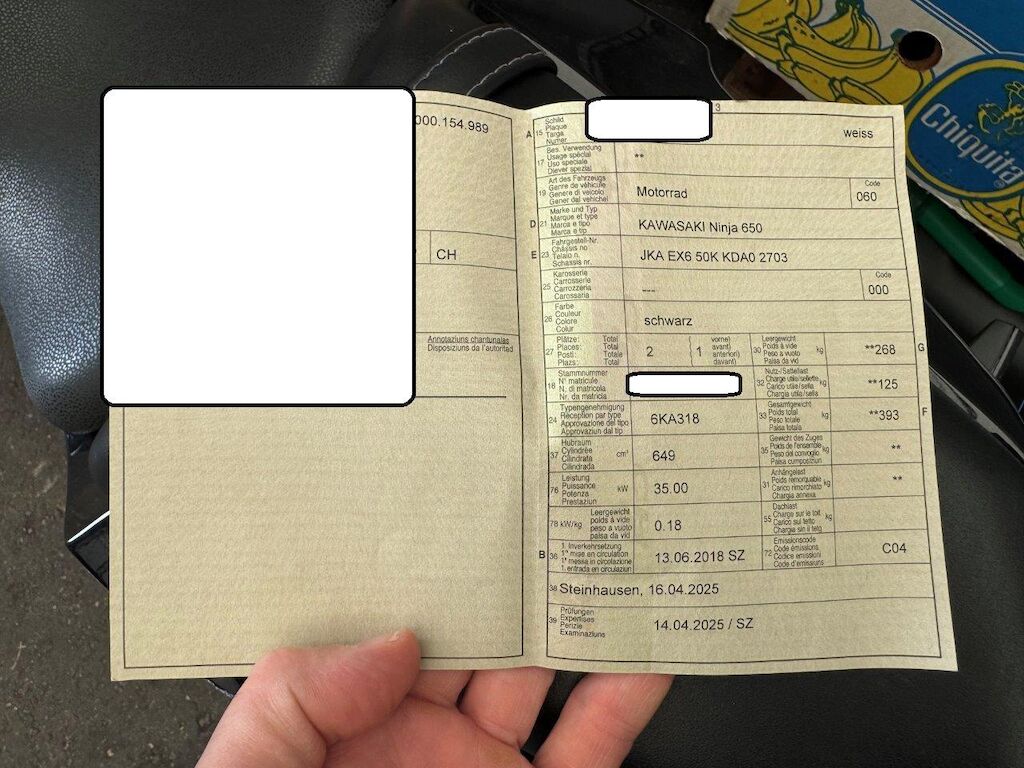 000.154.989
CH
Annotaziuns chantunalas
Disposiziuns da l'autoritad
3
A 15 Schild
Plaque
Targa
Numer
weiss
17 Bes. Verwendung
Usage spécial
Uso speciale
Diever spezial
**
19 Art des Fahrzeugs
Genre de véhicule
Genere di veicolo
Gener dal vehichel
Motorrad
Code
060
D 21 Marke und Typ
Marque et type
Marca e tipo
Marca e tip
KAWASAKI Ninja 650
E 23 Fahrgestell-Nr.
Châssis no
Telaio n.
Schassis nr.
JKA EX6 50K KDA0 2703
25 Karosserie
Carrosserie
Carrozzeria
Carossaria
---
Code
000
26 Farbe
Couleur
Colore
Colur
schwarz
27 Plätze: Total
Places: Total
Posti: Totale
Plazs: Total
2
1
vorne)
avant)
anteriori)
davant)
30 Leergewicht
Poids à vide
Peso a vuoto
Paisa da vid
kg
**268
G
18 Stammnummer
N° matricule
N. di matricola
Nr. da matricla
32 Nutz-/Sattellast
Charge utile/sellette
Carico utile/sella
Chargia utila/sella
kg
**125
24 Typengenehmigung
Réception par type
Approvazione del tipo
Approvaziun dal tip
6KA318
33 Gesamtgewicht
Poids total
Peso totale
Paisa totala
kg
**393
F
37 Hubraum
Cylindrée
Cilindrata
Cilindrada
cm³
649
35 Gewicht des Zuges
Poids de l'ensemble
Peso del convoglio
Paisa cumposiziun
kg
**
76 Leistung
Puissance
Potenza
Prestaziun
kW
35.00
31 Anhängelast
Poids remorquable
Carico rimorchiato
Chargia annexa
kg
**
78 kW/kg
Leergewicht
poids à vide
peso a vuoto
paisa da vid
0.18
55 Dachlast
Charge sur le toit
Carico sul tetto
Chargia sin il tetg
kg
B 36 1. Inverkehrsetzung
1re mise en circulation
1a messa in circolazione
1. entrada en circulaziun
13.06.2018 SZ
72 Emissionscode
Code émissions
Codice emissioni
Code d'emissiuns
C04
38 Steinhausen, 16.04.2025
39 Prüfungen
Expertises
Perizie
Examinaziuns
14.04.2025 / SZ
Chiquita